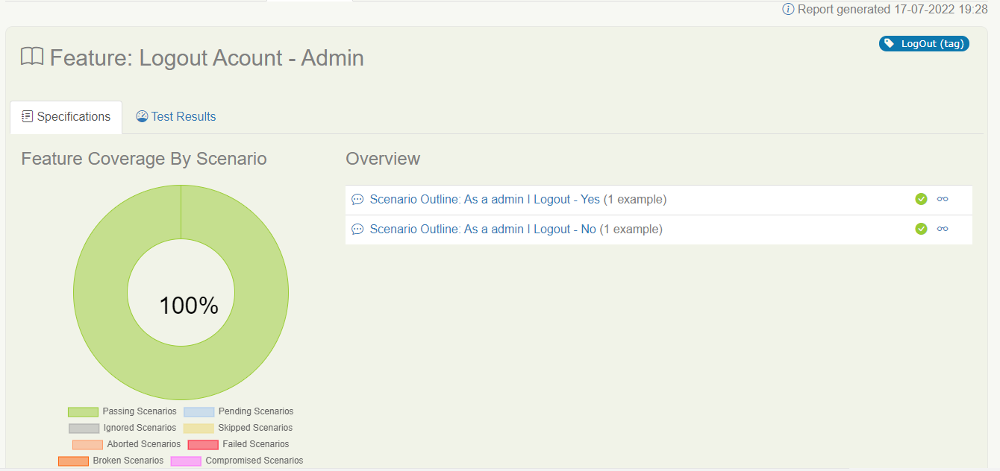 Report generated 17-07-2022 19:28
LogOut (tag)
Feature: Logout Acount - Admin
Specifications
Test Results
Feature Coverage By Scenario
100%
Passing Scenarios
Pending Scenarios
Ignored Scenarios
Skipped Scenarios
Aborted Scenarios
Failed Scenarios
Broken Scenarios
Compromised Scenarios
Overview
Scenario Outline: As a admin I Logout - Yes (1 example)
Scenario Outline: As a admin I Logout - No (1 example)